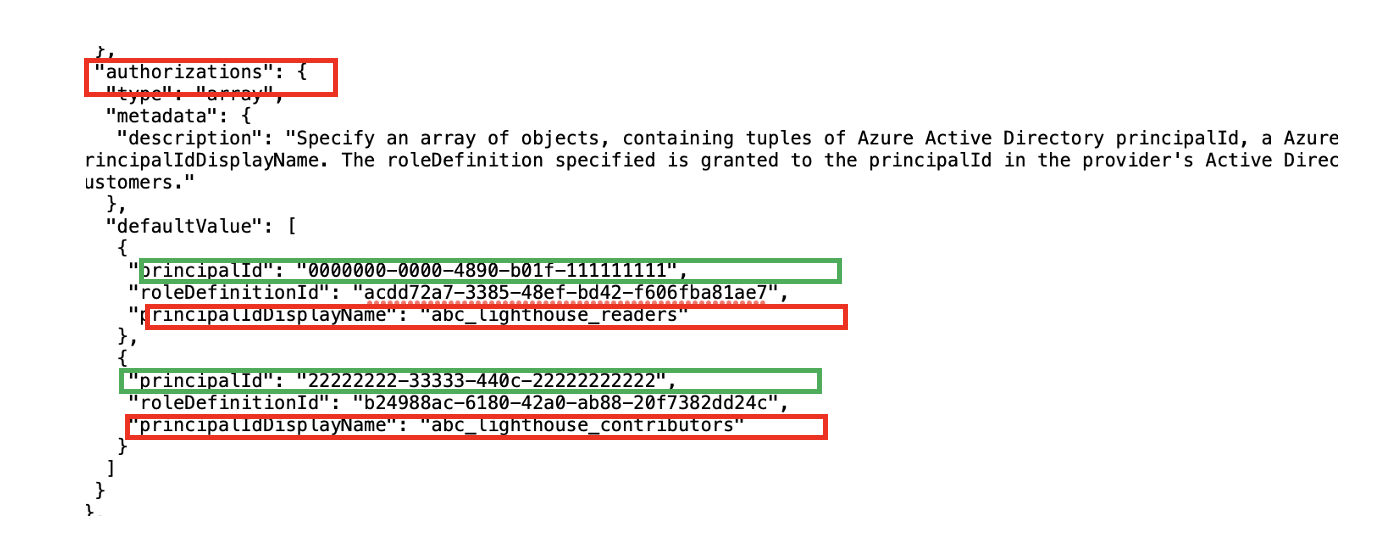 },
"authorizations": {
"type": "array",
"metadata": {
"description": "Specify an array of objects, containing tuples of Azure Active Directory principalId, a Azure
rincipalIdDisplayName. The roleDefinition specified is granted to the principalId in the provider's Active Direc
ustomers."
},
"defaultValue": [
{
"principalId": "0000000-0000-4890-b01f-111111111",
"roleDefinitionId": "acdd72a7-3385-48ef-bd42-f606fba81ae7",
"principalIdDisplayName": "abc_lighthouse_readers"
},
{
"principalId": "22222222-33333-440c-22222222222",
"roleDefinitionId": "b24988ac-6180-42a0-ab88-20f7382dd24c",
"principalIdDisplayName": "abc_lighthouse_contributors"
}
]
}
},